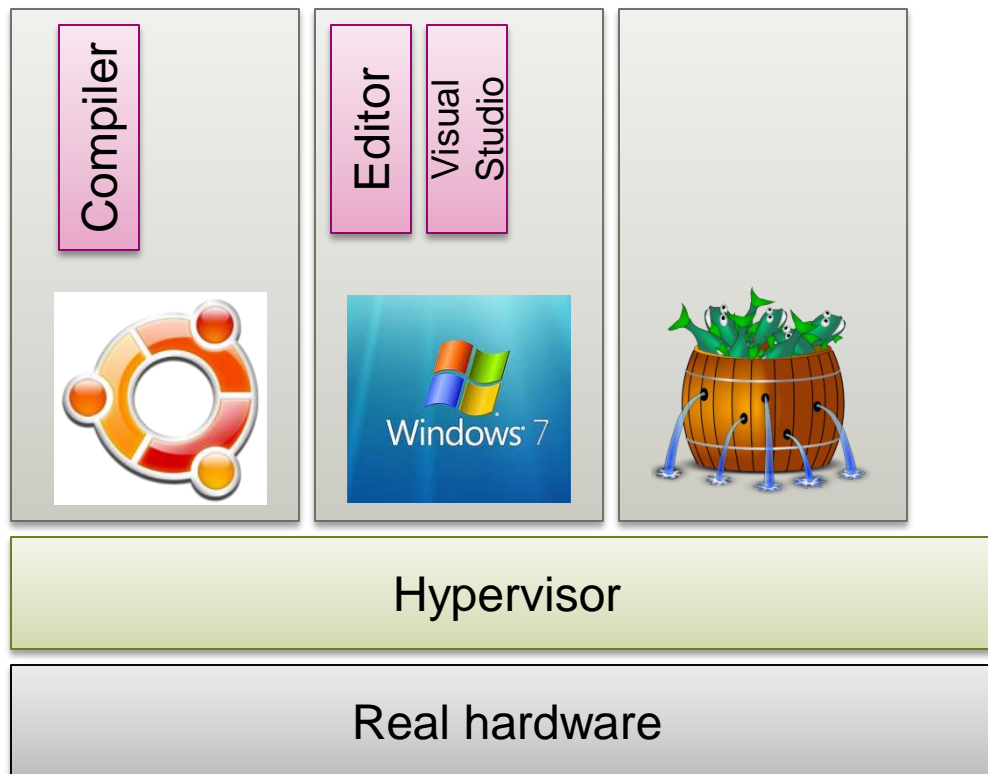 Compiler
Editor
Visual
Studio
Windows 7
Hypervisor
Real hardware